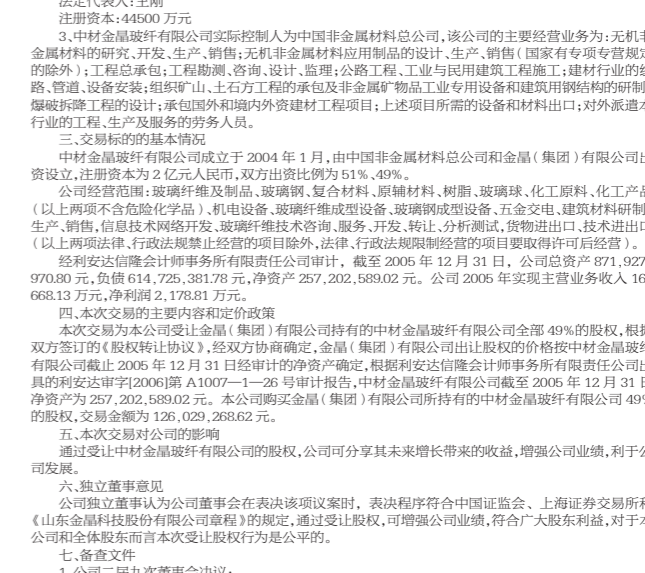 法定代表人:王刚
注册资本:44500 万元
3、中材金晶玻纤有限公司实际控制人为中国非金属材料总公司,该公司的主要经营业务为:无机非
金属材料的研究、开发、生产、销售;无机非金属材料应用制品的设计、生产、销售(国家有专项专营规定
的除外);工程总承包;工程勘测、咨询、设计、监理;公路工程、工业与民用建筑工程施工;建材行业的线
路、管道、设备安装;组织矿山、土石方工程的承包及非金属矿物品工业专用设备和建筑用钢结构的研制、
爆破拆降工程的设计;承包国外和境内外资建材工程项目;上述项目所需的设备和材料出口;对外派遣本
行业的工程、生产及服务的劳务人员。
三、交易标的的基本情况
中材金晶玻纤有限公司成立于 2004 年 1 月,由中国非金属材料总公司和金晶(集团)有限公司出
资设立,注册资本为 2 亿元人民币,双方出资比例为 51%、49%。
公司经营范围:玻璃纤维及制品、玻璃钢、复合材料、原辅材料、树脂、玻璃球、化工原料、化工产品
(以上两项不含危险化学品)、机电设备、玻璃纤维成型设备、玻璃钢成型设备、五金交电、建筑材料研制、
生产、销售,信息技术网络开发、玻璃纤维技术咨询、服务、开发、转让、分析测试,货物进出口、技术进出口
(以上两项法律、行政法规禁止经营的项目除外,法律、行政法规限制经营的项目要取得许可后经营)。
经利安达信隆会计师事务所有限责任公司审计，截至 2005 年 12 月 31 日，公司总资产 871,927,
970.80 元,负债 614,725,381.78 元,净资产 257,202,589.02 元。公司 2005 年实现主营业务收入 16,
668.13 万元,净利润 2,178.81 万元。
四、本次交易的主要内容和定价政策
本次交易为本公司受让金晶(集团)有限公司持有的中材金晶玻纤有限公司全部 49%的股权,根据
双方签订的《股权转让协议》,经双方协商确定,金晶(集团)有限公司出让股权的价格按中材金晶玻纤
有限公司截止 2005 年 12 月 31 日经审计的净资产确定,根据利安达信隆会计师事务所有限责任公司出
具的利安达审字[2006]第 A1007—1—26 号审计报告,中材金晶玻纤有限公司截至 2005 年 12 月 31 日
净资产为 257,202,589.02 元。本公司购买金晶(集团)有限公司所持有的中材金晶玻纤有限公司 49%
的股权,交易金额为 126,029,268.62 元。
五、本次交易对公司的影响
通过受让中材金晶玻纤有限公司的股权,公司可分享其未来增长带来的收益,增强公司业绩,利于公
司发展。
六、独立董事意见
公司独立董事认为公司董事会在表决该项议案时，表决程序符合中国证监会、上海证券交易所和
《山东金晶科技股份有限公司章程》的规定,通过受让股权,可增强公司业绩,符合广大股东利益,对于本
公司和全体股东而言本次受让股权行为是公平的。
七、备查文件
1、公司二届九次董事会决议;